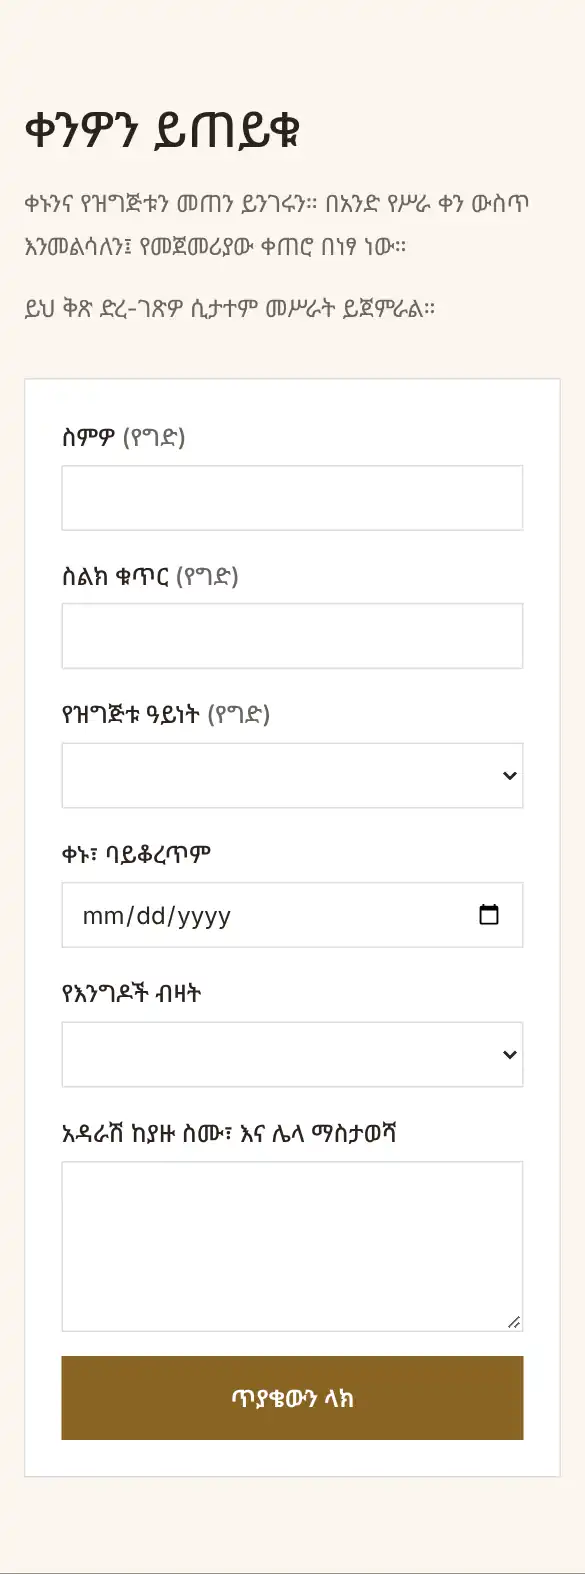 ቀንዎን ይጠይቁ
ቀኑንና የዝግጅቱን መጠን ይንገሩን። በአንድ የሥራ ቀን ውስጥ
እንመልሳለን፤ የመጀመሪያው ቀጠሮ በነፃ ነው።
ይህ ቅጽ ድረ-ገጽዎ ሲታተም መሥራት ይጀምራል።
ስምዎ (የግድ)
ስልክ ቁጥር (የግድ)
የዝግጅቱ ዓይነት (የግድ)
ቀኑ፣ ባይቆረጥም
mm/dd/yyyy
የእንግዶች ብዛት
አዳራሽ ከያዙ ስሙ፣ እና ሌላ ማስታወሻ
ጥያቄውን ላክ